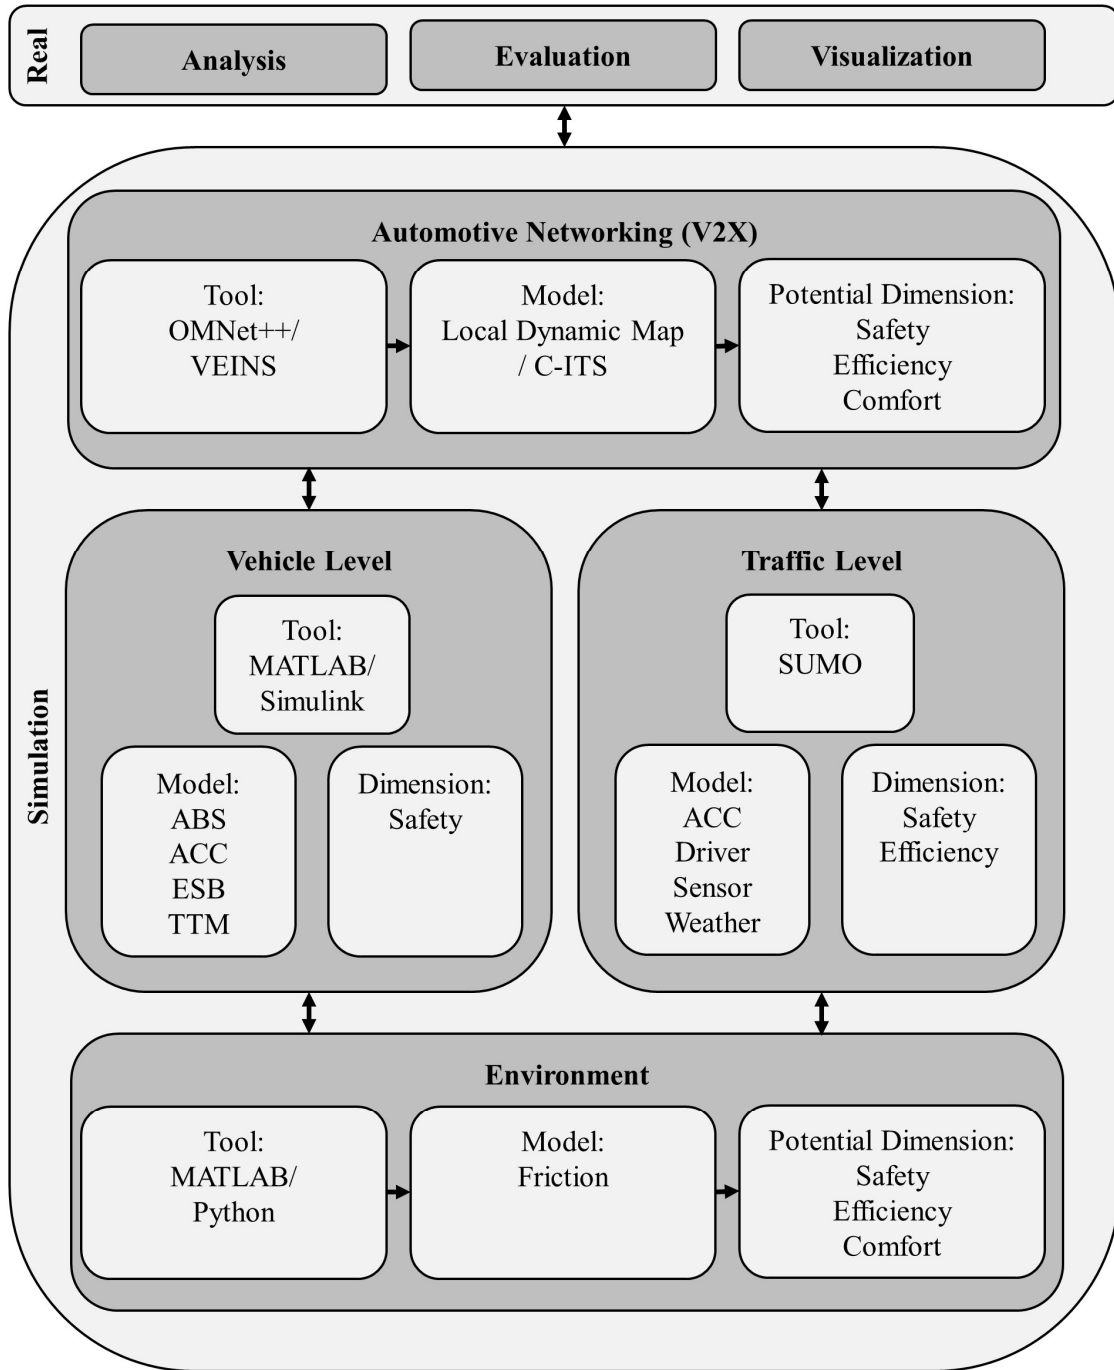 Real
Analysis
Evaluation
Visualization
Simulation
Automotive Networking (V2X)
Tool:
OMNet++/
VEINS
Model:
Local Dynamic Map
/ C-ITS
Potential Dimension:
Safety
Efficiency
Comfort
Vehicle Level
Tool:
MATLAB/
Simulink
Model:
ABS
ACC
ESB
TTM
Dimension:
Safety
Traffic Level
Tool:
SUMO
Model:
ACC
Driver
Sensor
Weather
Dimension:
Safety
Efficiency
Environment
Tool:
MATLAB/
Python
Model:
Friction
Potential Dimension:
Safety
Efficiency
Comfort